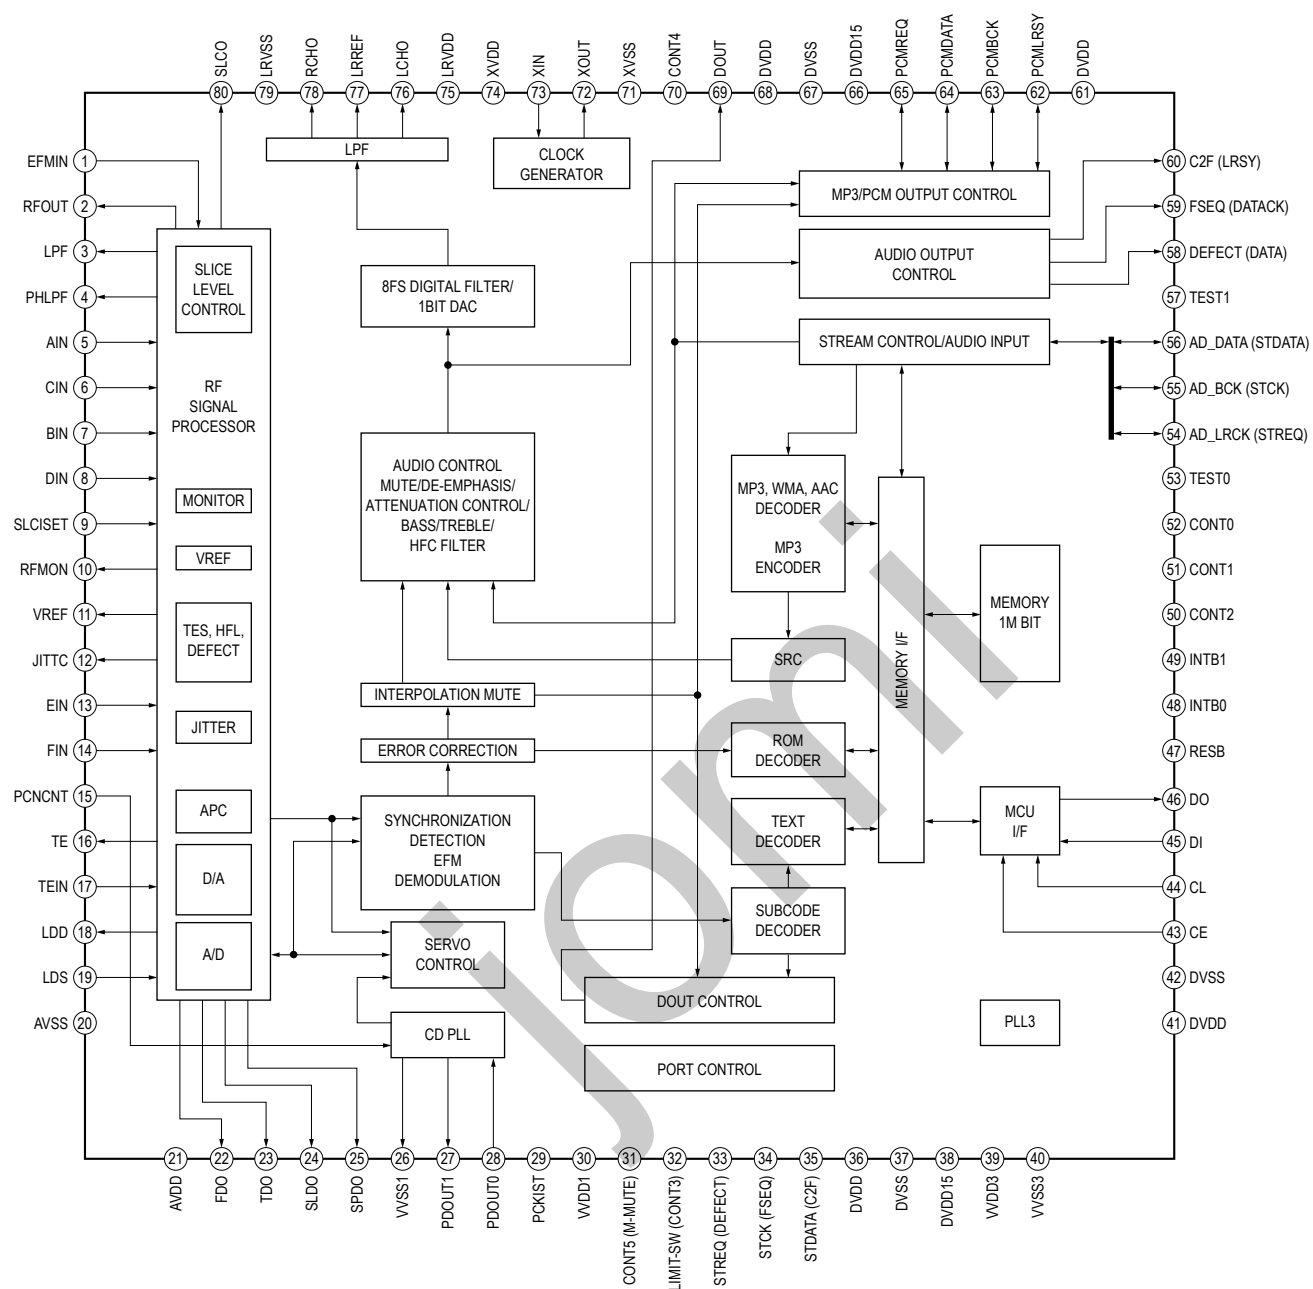 SLCO
LRVSS
RCHO
LRREF
LCHO
LRVDD
XVDD
XIN
XOUT
XVSS
CONT4
DOUT
DVDD
DVSS
DVDD15
PCMREQ
PCMDATA
PCMBCK
PCMLRSY
DVDD
80
79
78
77
76
75
74
73
72
71
70
69
68
67
66
65
64
63
62
61
EFMIN 1
RFOUT 2
LPF 3
PHLPF 4
AIN 5
CIN 6
BIN 7
DIN 8
SLCISET 9
RFMON 10
VREF 11
JITTC 12
EIN 13
FIN 14
PCNCNT 15
TE 16
TEIN 17
LDD 18
LDS 19
AVSS 20
SLICE
LEVEL
CONTROL
RF
SIGNAL
PROCESSOR
MONITOR
VREF
TES, HFL,
DEFECT
JITTER
APC
D/A
A/D
LPF
CLOCK
GENERATOR
8FS DIGITAL FILTER/
1BIT DAC
AUDIO CONTROL
MUTE/DE-EMPHASIS/
ATTENUATION CONTROL/
BASS/TREBLE/
HFC FILTER
INTERPOLATION MUTE
ERROR CORRECTION
SYNCHRONIZATION
DETECTION
EFM
DEMODULATION
SERVO
CONTROL
CD PLL
MP3/PCM OUTPUT CONTROL
AUDIO OUTPUT
CONTROL
STREAM CONTROL/AUDIO INPUT
MP3, WMA, AAC
DECODER
MP3
ENCODER
SRC
ROM
DECODER
TEXT
DECODER
SUBCODE
DECODER
DOUT CONTROL
PORT CONTROL
MEMORY I/F
MEMORY
1M BIT
MCU
I/F
PLL3
60 C2F (LRSY)
59 FSEQ (DATACK)
58 DEFECT (DATA)
57 TEST1
56 AD_DATA (STDATA)
55 AD_BCK (STCK)
54 AD_LRCK (STREQ)
53 TEST0
52 CONT0
51 CONT1
50 CONT2
49 INTB1
48 INTB0
47 RESB
46 DO
45 DI
44 CL
43 CE
42 DVSS
41 DVDD
21
22
23
24
25
26
27
28
29
30
31
32
33
34
35
36
37
38
39
40
AVDD
FDO
TDO
SLDO
SPDO
VVSS1
PDOUT1
PDOUT0
PCKIST
VVDD1
CONT5 (M-MUTE)
LIMIT-SW (CONT3)
STREQ (DEFECT)
STCK (FSEQ)
STDATA (C2F)
DVDD
DVSS
DVDD15
VVDD3
VVSS3
jomi